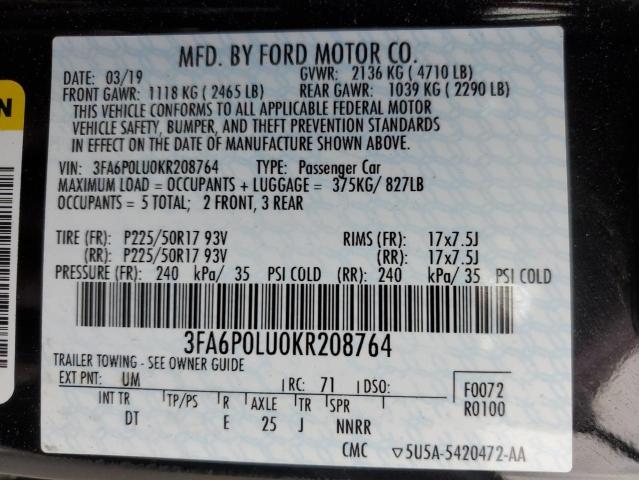 MFD. BY FORD MOTOR CO.
DATE: 03/19 GVWR: 2136 KG ( 4710 LB)
FRONT GAWR: 1118 KG ( 2465 LB) REAR GAWR: 1039 KG ( 2290 LB)
THIS VEHICLE CONFORMS TO ALL APPLICABLE FEDERAL MOTOR
VEHICLE SAFETY, BUMPER, AND THEFT PREVENTION STANDARDS
IN EFFECT ON THE DATE OF MANUFACTURE SHOWN ABOVE.
VIN: 3FA6P0LU0KR208764 TYPE: Passenger Car
MAXIMUM LOAD = OCCUPANTS + LUGGAGE = 375KG/ 827LB
OCCUPANTS = 5 TOTAL; 2 FRONT, 3 REAR
TIRE (FR): P225/50R17 93V RIMS (FR): 17x7.5J
(RR): P225/50R17 93V (RR): 17x7.5J
PRESSURE (FR): 240 kPa/ 35 PSI COLD (RR): 240 kPa/ 35 PSI COLD
3FA6P0LU0KR208764
TRAILER TOWING - SEE OWNER GUIDE
EXT PNT: UM RC: 71 DSO: F0072
INT TR TP/PS R AXLE TR SPR R0100
DT E 25 J NNRR
CMC ▽5U5A-5420472-AA
N